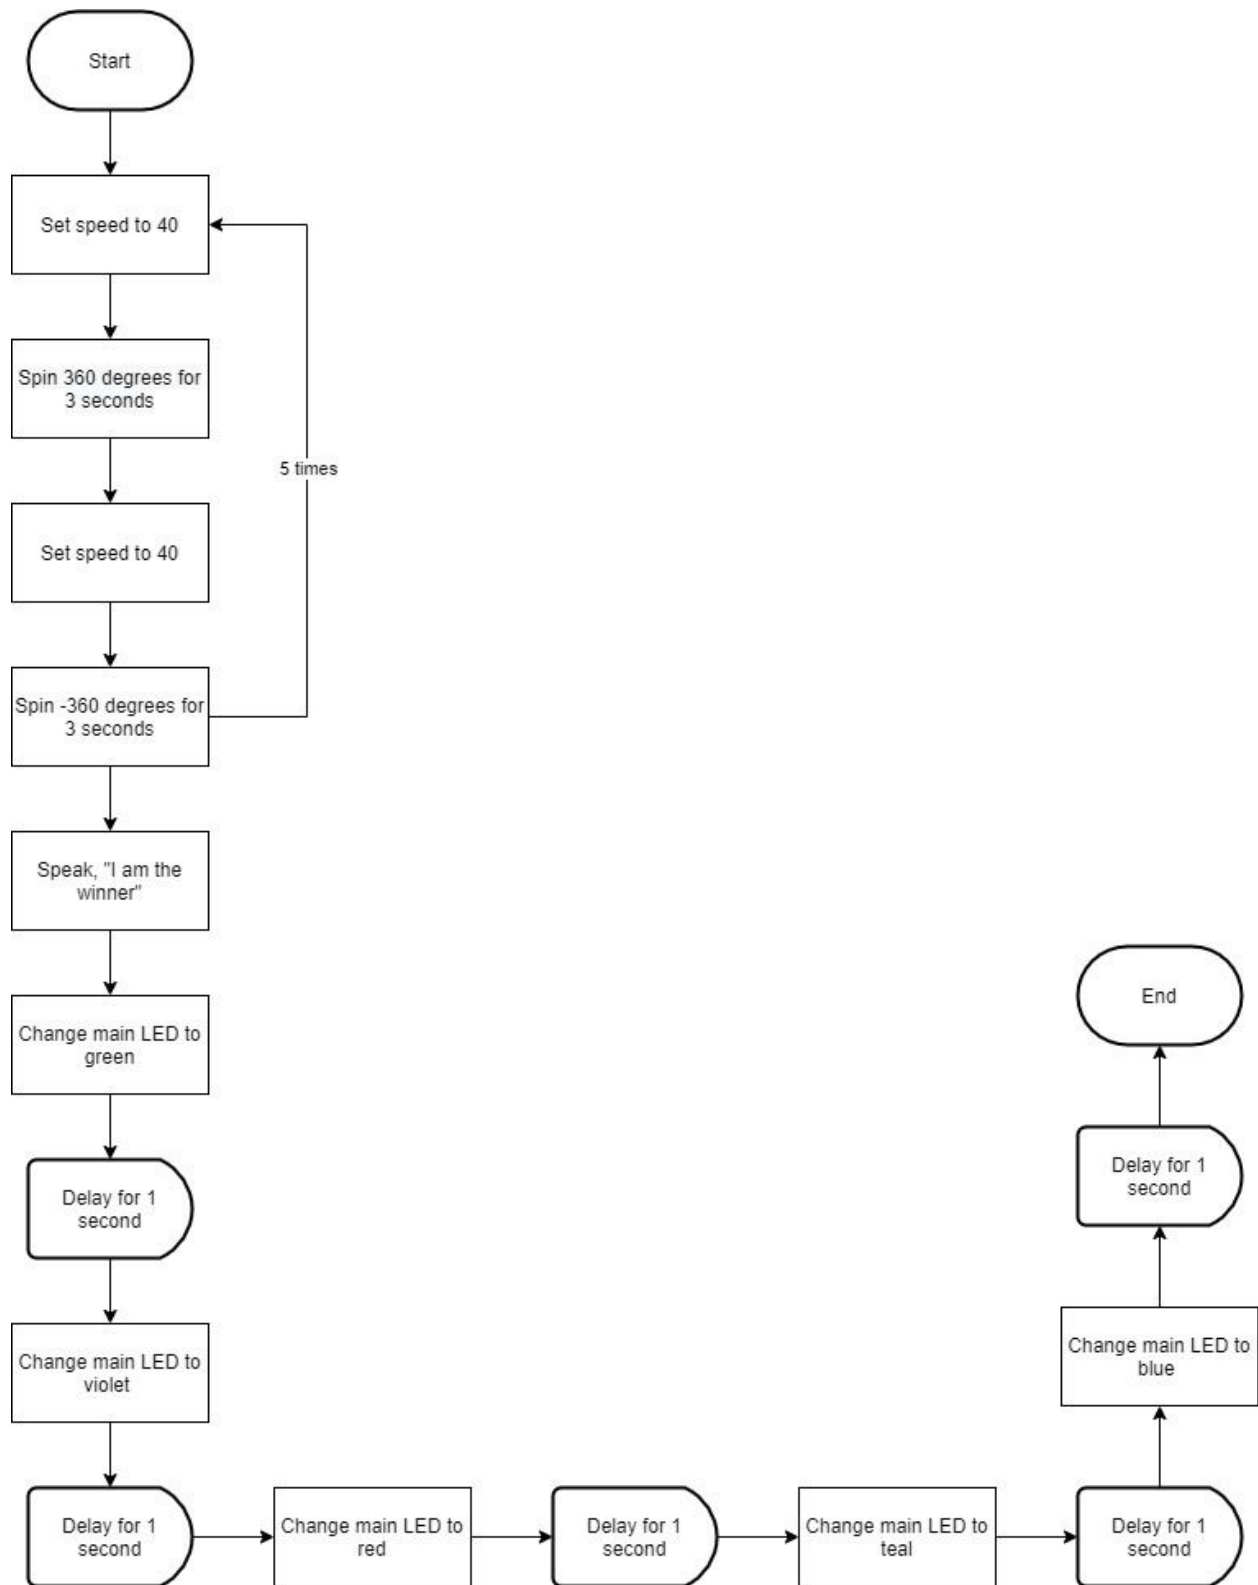 Start
Set speed to 40
Spin 360 degrees for
3 seconds
5 times
Set speed to 40
Spin -360 degrees for
3 seconds
Speak, "I am the
winner"
Change main LED to
green
Delay for 1
second
Change main LED to
violet
Delay for 1
second
Change main LED to
red
Delay for 1
second
Change main LED to
teal
Delay for 1
second
Change main LED to
blue
Delay for 1
second
End